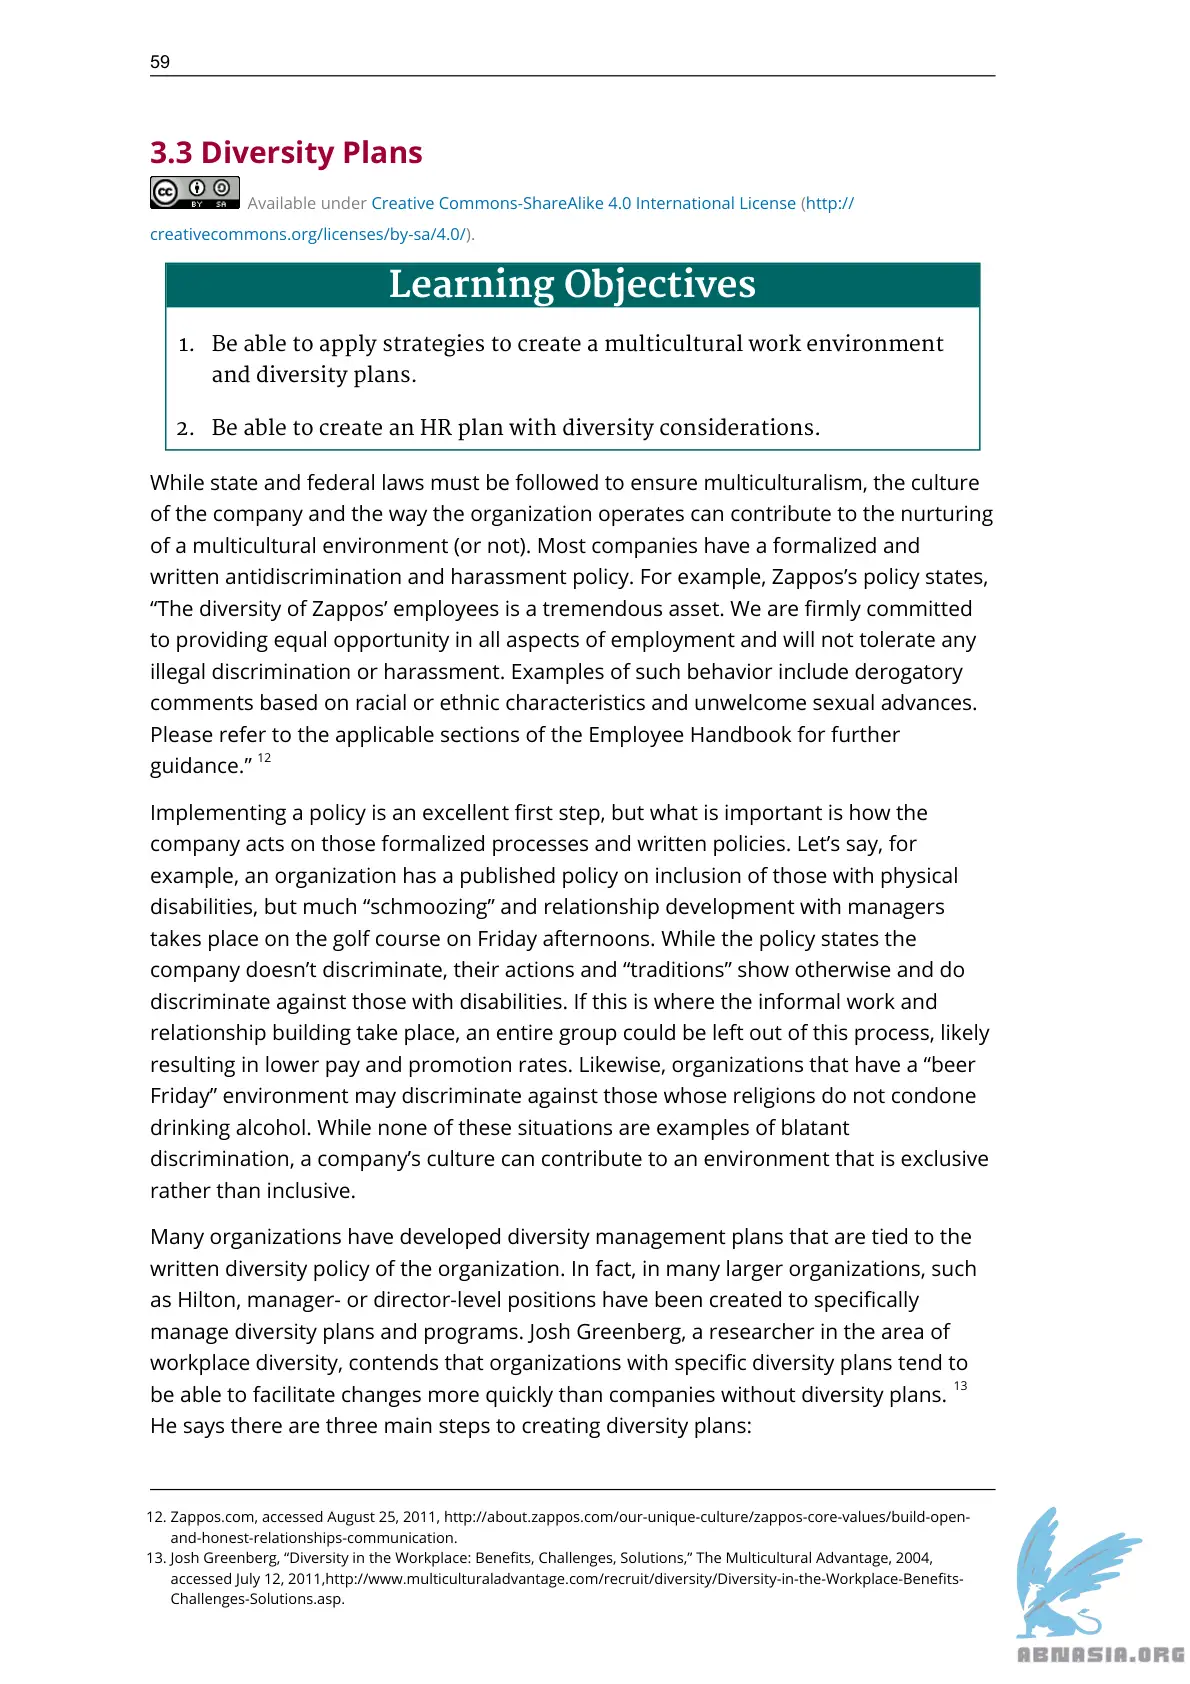 59
3.3 Diversity Plans
cc BY SA Available under Creative Commons-ShareAlike 4.0 International License (http://
creativecommons.org/licenses/by-sa/4.0/).
Learning Objectives
1. Be able to apply strategies to create a multicultural work environment
and diversity plans.
2. Be able to create an HR plan with diversity considerations.
While state and federal laws must be followed to ensure multiculturalism, the culture
of the company and the way the organization operates can contribute to the nurturing
of a multicultural environment (or not). Most companies have a formalized and
written antidiscrimination and harassment policy. For example, Zappos’s policy states,
“The diversity of Zappos’ employees is a tremendous asset. We are firmly committed
to providing equal opportunity in all aspects of employment and will not tolerate any
illegal discrimination or harassment. Examples of such behavior include derogatory
comments based on racial or ethnic characteristics and unwelcome sexual advances.
Please refer to the applicable sections of the Employee Handbook for further
guidance.” 12
Implementing a policy is an excellent first step, but what is important is how the
company acts on those formalized processes and written policies. Let’s say, for
example, an organization has a published policy on inclusion of those with physical
disabilities, but much “schmoozing” and relationship development with managers
takes place on the golf course on Friday afternoons. While the policy states the
company doesn’t discriminate, their actions and “traditions” show otherwise and do
discriminate against those with disabilities. If this is where the informal work and
relationship building take place, an entire group could be left out of this process, likely
resulting in lower pay and promotion rates. Likewise, organizations that have a “beer
Friday” environment may discriminate against those whose religions do not condone
drinking alcohol. While none of these situations are examples of blatant
discrimination, a company’s culture can contribute to an environment that is exclusive
rather than inclusive.
Many organizations have developed diversity management plans that are tied to the
written diversity policy of the organization. In fact, in many larger organizations, such
as Hilton, manager- or director-level positions have been created to specifically
manage diversity plans and programs. Josh Greenberg, a researcher in the area of
workplace diversity, contends that organizations with specific diversity plans tend to
be able to facilitate changes more quickly than companies without diversity plans. 13
He says there are three main steps to creating diversity plans:
12. Zappos.com, accessed August 25, 2011, http://about.zappos.com/our-unique-culture/zappos-core-values/build-open-
and-honest-relationships-communication.
13. Josh Greenberg, “Diversity in the Workplace: Benefits, Challenges, Solutions,” The Multicultural Advantage, 2004,
accessed July 12, 2011,http://www.multiculturaladvantage.com/recruit/diversity/Diversity-in-the-Workplace-Benefits-
Challenges-Solutions.asp.
ABNASIA.ORG